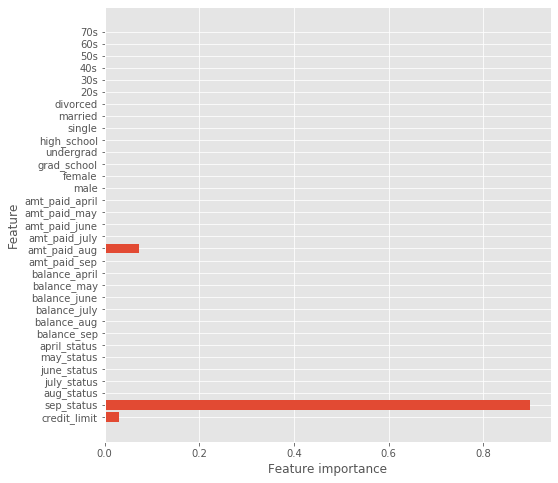 70s
60s
50s
40s
30s
20s
divorced
married
single
high_school
undergrad
grad_school
female
male
amt_paid_april
amt_paid_may
amt_paid_june
amt_paid_july
amt_paid_aug
amt_paid_sep
balance_april
balance_may
balance_june
balance_july
balance_aug
balance_sep
april_status
may_status
june_status
july_status
aug_status
sep_status
credit_limit
Feature
0.0 0.2 0.4 0.6 0.8
Feature importance